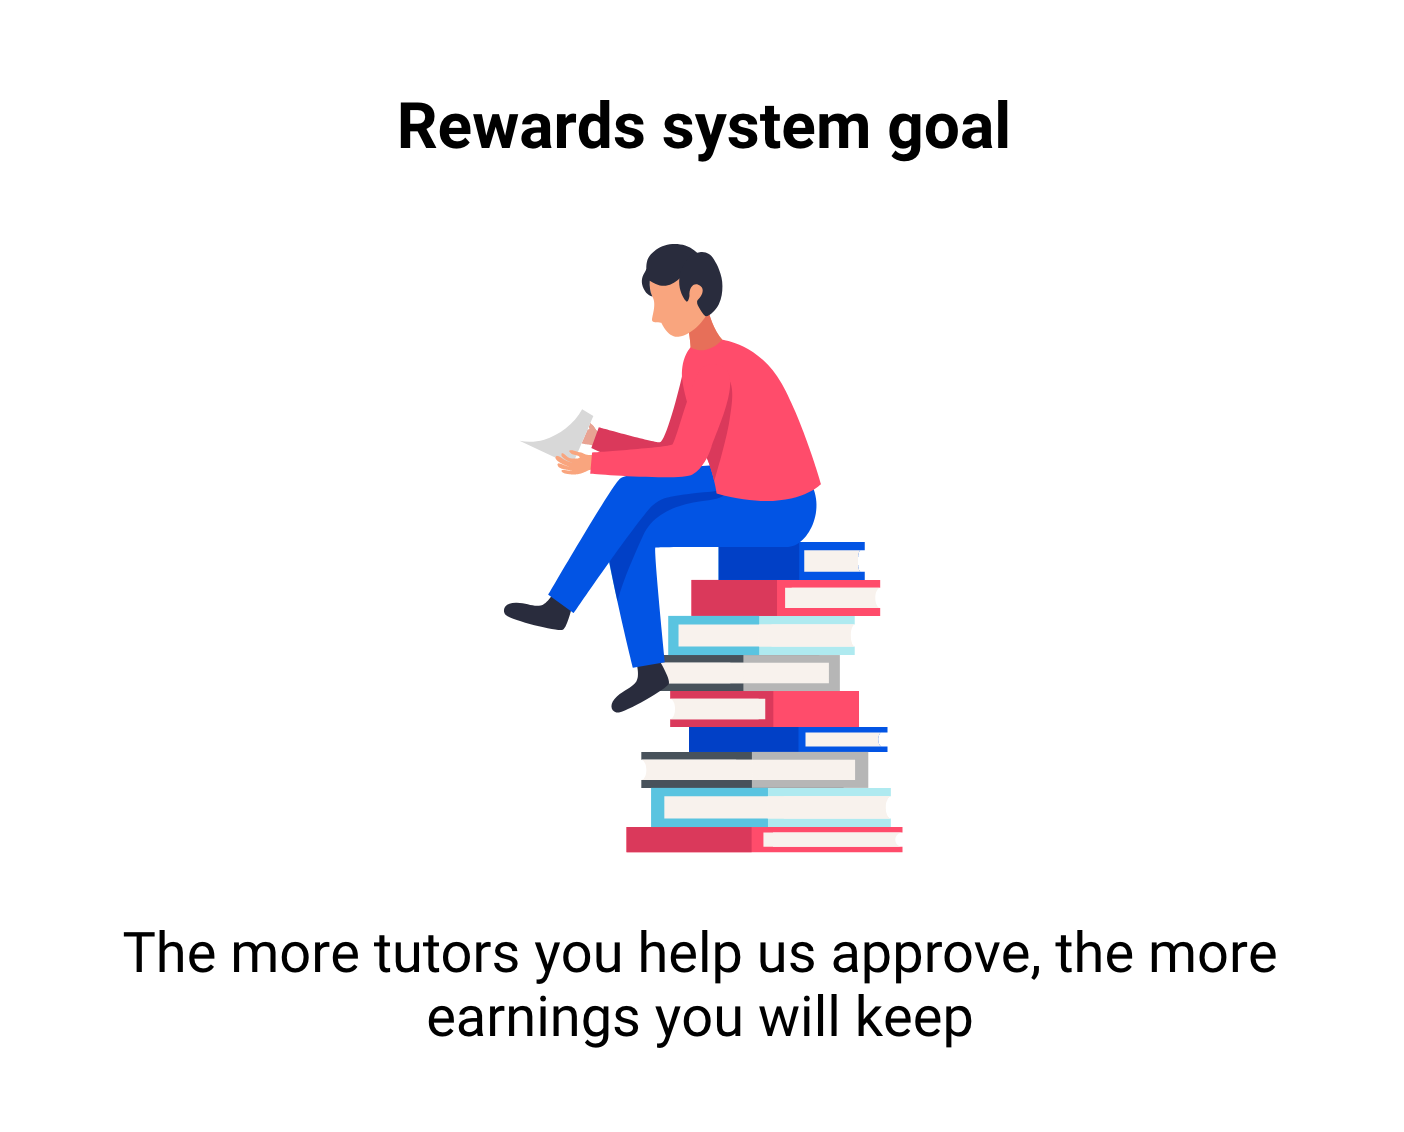 Rewards system goal
The more tutors you help us approve, the more
earnings you will keep